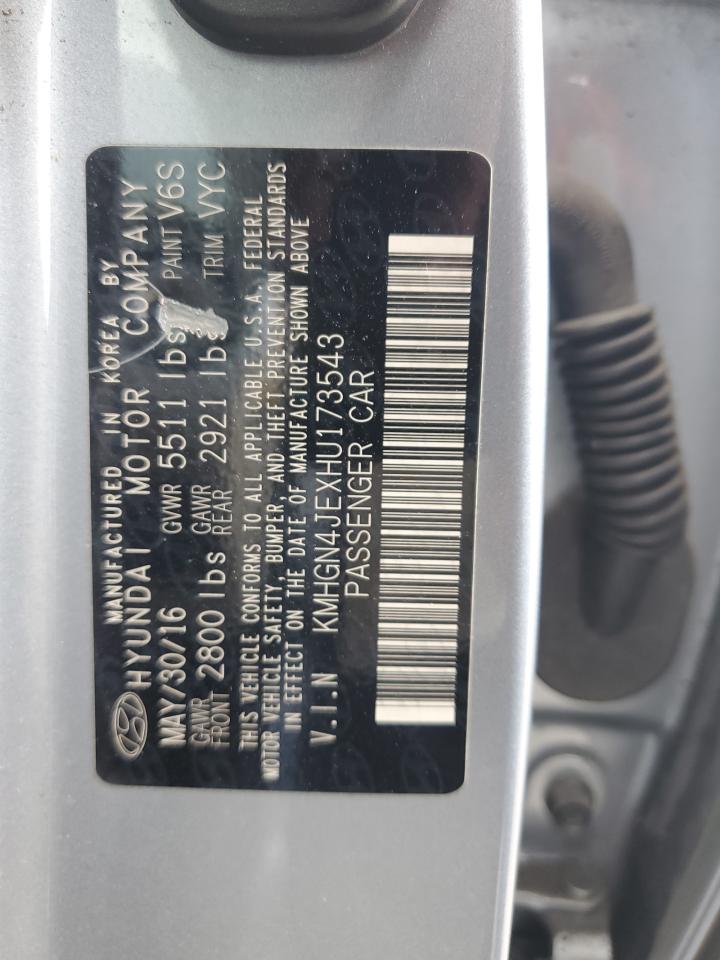 MANUFACTURED IN KOREA BY
HYUNDAI MOTOR COMPANY
MAY/30/16 GVWR 5511 lbs PAINT V6S
GAWR FRONT 2800 lbs GAWR REAR 2921 lbs TRIM VYC
THIS VEHICLE CONFORMS TO ALL APPLICABLE U.S.A. FEDERAL
MOTOR VEHICLE SAFETY, BUMPER, AND THEFT PREVENTION STANDARDS
IN EFFECT ON THE DATE OF MANUFACTURE SHOWN ABOVE
V.I.N KMHGN4JEXHU173543
PASSENGER CAR